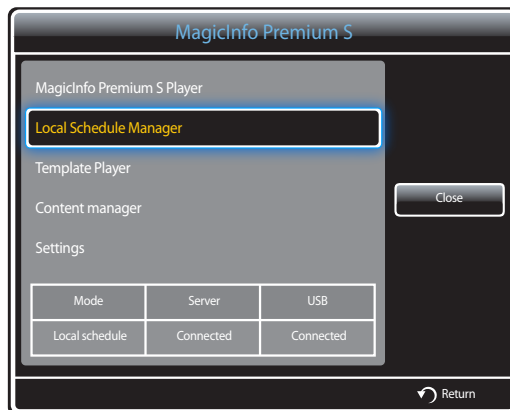 MagicInfo Premium S
MagicInfo Premium S Player
Local Schedule Manager
Template Player
Content manager
Settings
Close
Mode Server USB
Local schedule Connected Connected
Return